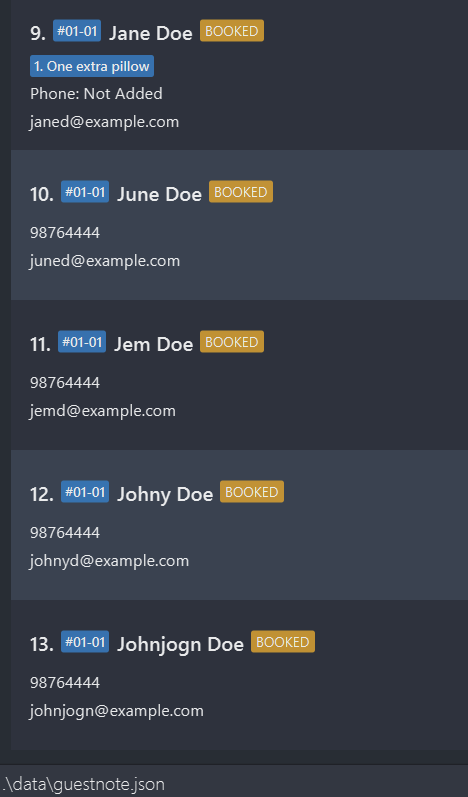 9. #01-01 Jane Doe BOOKED
1. One extra pillow
Phone: Not Added
janed@example.com
10. #01-01 June Doe BOOKED
98764444
juned@example.com
11. #01-01 Jem Doe BOOKED
98764444
jemd@example.com
12. #01-01 Johny Doe BOOKED
98764444
johnyd@example.com
13. #01-01 Johnjogn Doe BOOKED
98764444
johnjogn@example.com
.\data\guestnote.json